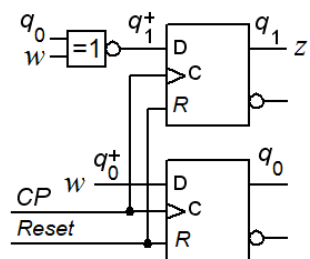 q₀ =1 q₁⁺ D q₁ z
w C
R
w q₀⁺ D q₀
CP C
Reset R